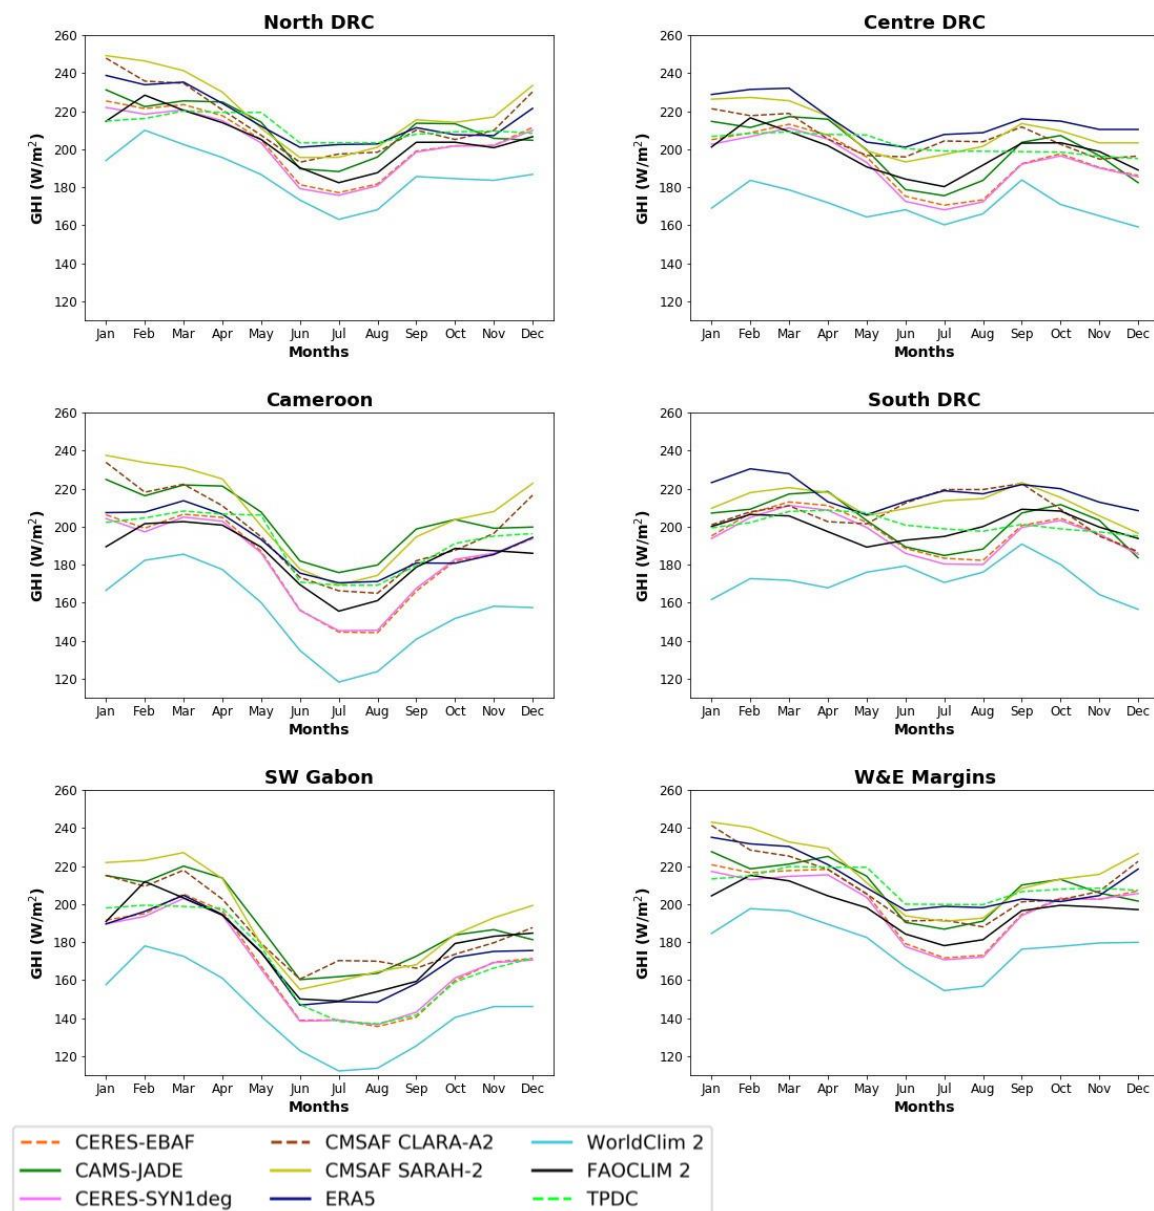 North DRC
GHI (W/m²)
260
240
220
200
180
160
140
120
Jan Feb Mar Apr May Jun Jul Aug Sep Oct Nov Dec
Months
Centre DRC
GHI (W/m²)
260
240
220
200
180
160
140
120
Jan Feb Mar Apr May Jun Jul Aug Sep Oct Nov Dec
Months
Cameroon
GHI (W/m²)
260
240
220
200
180
160
140
120
Jan Feb Mar Apr May Jun Jul Aug Sep Oct Nov Dec
Months
South DRC
GHI (W/m²)
260
240
220
200
180
160
140
120
Jan Feb Mar Apr May Jun Jul Aug Sep Oct Nov Dec
Months
SW Gabon
GHI (W/m²)
260
240
220
200
180
160
140
120
Jan Feb Mar Apr May Jun Jul Aug Sep Oct Nov Dec
Months
W&E Margins
GHI (W/m²)
260
240
220
200
180
160
140
120
Jan Feb Mar Apr May Jun Jul Aug Sep Oct Nov Dec
Months
CERES-EBAF
CAMS-JADE
CERES-SYN1deg
CMSAF CLARA-A2
CMSAF SARAH-2
ERA5
WorldClim 2
FAOCLIM 2
TPDC